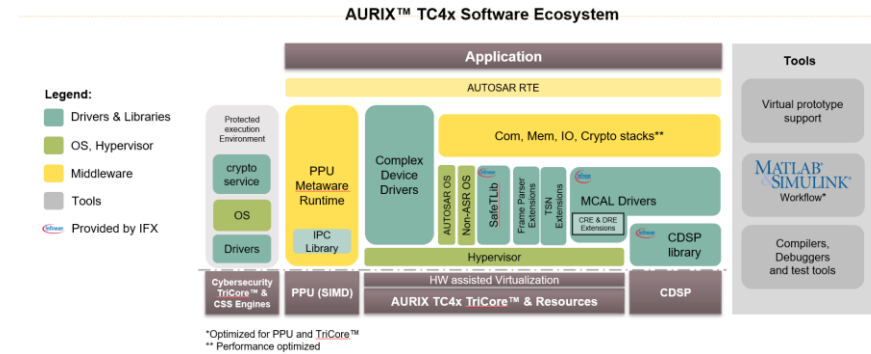 AURIX™ TC4x Software Ecosystem
Legend:
Drivers & Libraries
OS, Hypervisor
Middleware
Tools
Provided by IFX
Application
AUTOSAR RTE
Protected
execution
Environment
crypto
service
OS
Drivers
PPU
Metaware
Runtime
IPC
Library
Complex
Device
Drivers
Com, Mem, IO, Crypto stacks**
AUTOSAR OS
Non-ASR OS
SafeTLib
Frame Parser
Extensions
TSN
Extensions
MCAL Drivers
CRE & DRE
Extensions
CDSP
library
Hypervisor
Cybersecurity
TriCore™ &
CSS Engines
PPU (SIMD)
HW assisted Virtualization
AURIX TC4x TriCore™ & Resources
CDSP
*Optimized for PPU and TriCore™
** Performance optimized
Tools
Virtual prototype
support
MATLAB®
&SIMULINK®
Workflow*
Compilers,
Debuggers
and test tools